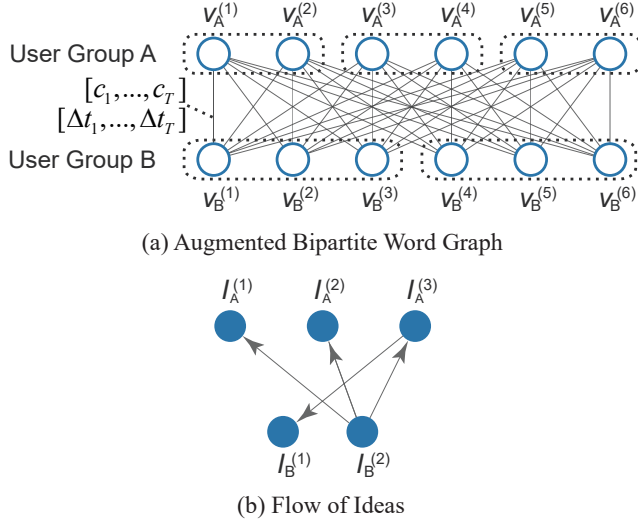 v_A^(1) v_A^(2) v_A^(3) v_A^(4) v_A^(5) v_A^(6)
User Group A
[c_1,...,c_T]
[Δt_1,...,Δt_T]
User Group B
v_B^(1) v_B^(2) v_B^(3) v_B^(4) v_B^(5) v_B^(6)
(a) Augmented Bipartite Word Graph
I_A^(1) I_A^(2) I_A^(3)
I_B^(1) I_B^(2)
(b) Flow of Ideas